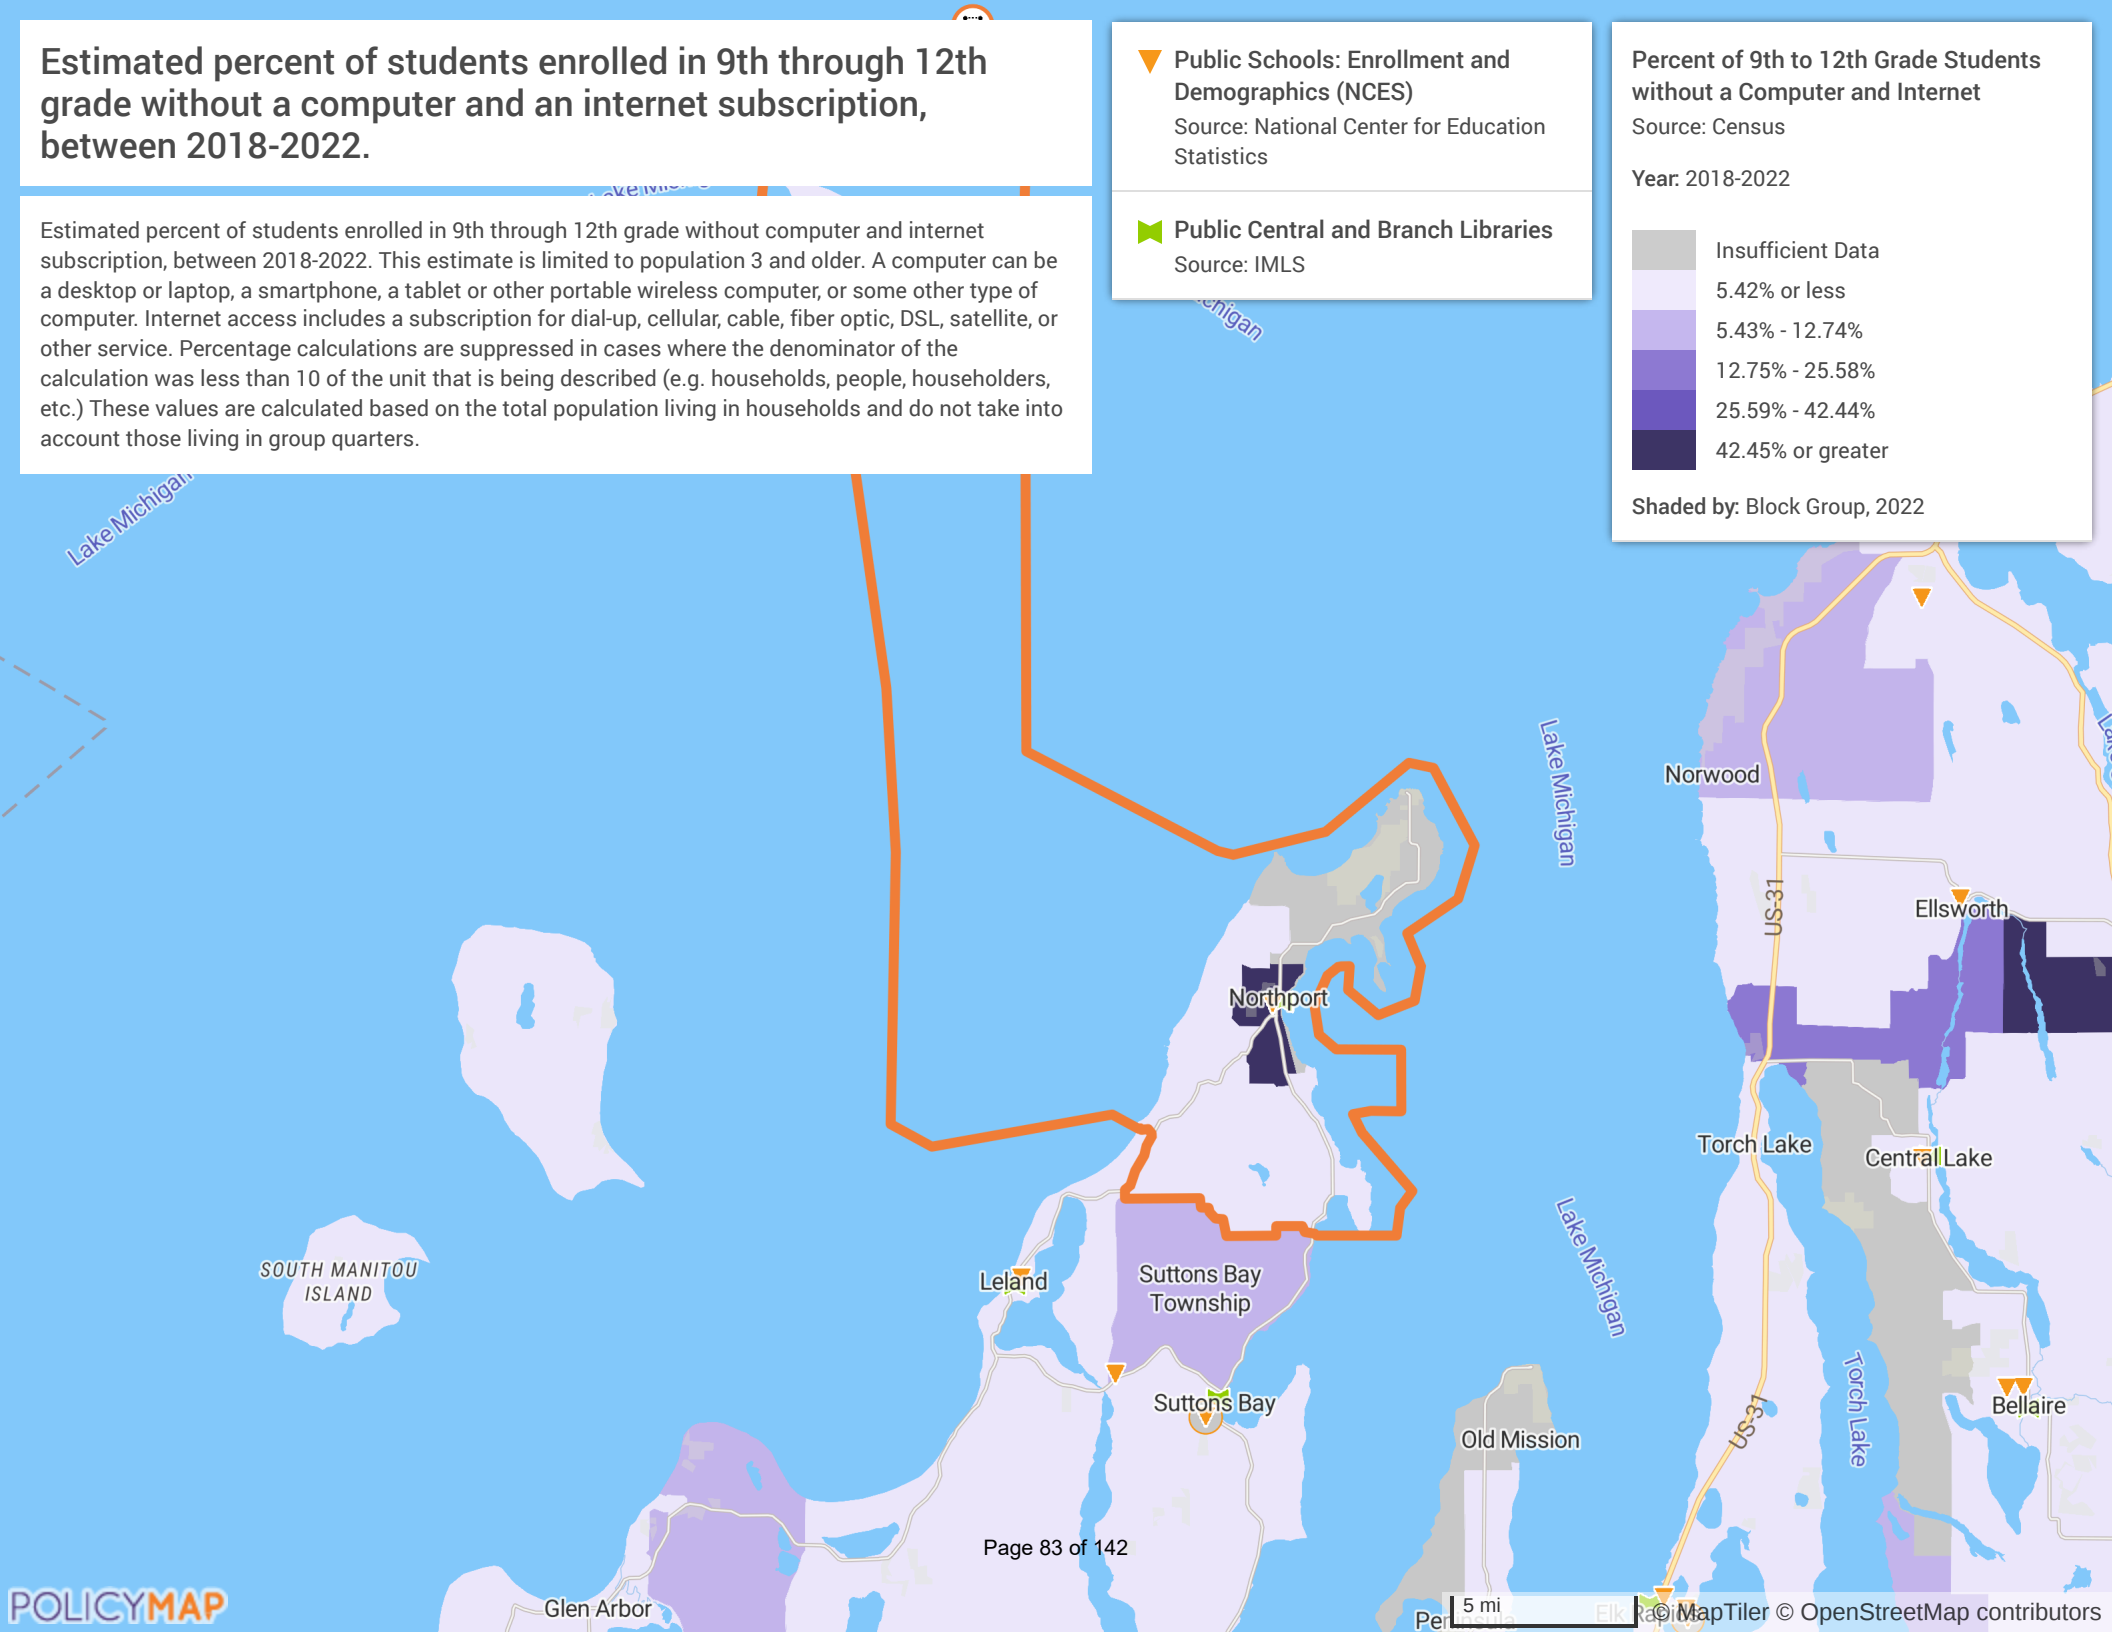 Estimated percent of students enrolled in 9th through 12th
grade without a computer and an internet subscription,
between 2018-2022.
Estimated percent of students enrolled in 9th through 12th grade without computer and internet
subscription, between 2018-2022. This estimate is limited to population 3 and older. A computer can be
a desktop or laptop, a smartphone, a tablet or other portable wireless computer, or some other type of
computer. Internet access includes a subscription for dial-up, cellular, cable, fiber optic, DSL, satellite, or
other service. Percentage calculations are suppressed in cases where the denominator of the
calculation was less than 10 of the unit that is being described (e.g. households, people, householders,
etc.) These values are calculated based on the total population living in households and do not take into
account those living in group quarters.
Public Schools: Enrollment and
Demographics (NCES)
Source: National Center for Education
Statistics
Public Central and Branch Libraries
Source: IMLS
Percent of 9th to 12th Grade Students
without a Computer and Internet
Source: Census
Year: 2018-2022
Insufficient Data
5.42% or less
5.43% - 12.74%
12.75% - 25.58%
25.59% - 42.44%
42.45% or greater
Shaded by: Block Group, 2022
Lake Michigan
Lake Michigan
Norwood
US-31
Ellsworth
Northport
Torch Lake
Central Lake
Lake Michigan
SOUTH MANITOU
ISLAND
Leland
Suttons Bay
Township
Torch Lake
Suttons Bay
Bellaire
US-31
Old Mission
Page 83 of 142
Glen Arbor
POLICYMAP
5 mi
Peninsula
Elk Rapids
© MapTiler © OpenStreetMap contributors